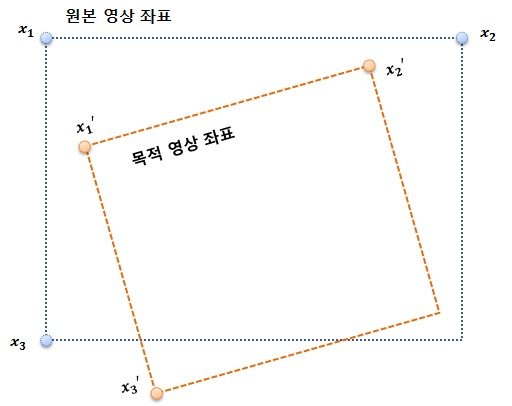 원본 영상 좌표
x₁
x₂
x₂'
x₁'
목적 영상 좌표
x₃
x₃'